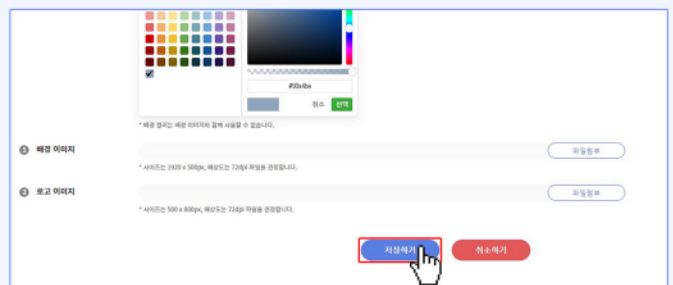 취소 선택
* 배경 컬러는 배경 이미지와 함께 사용할 수 없습니다.
1 배경 이미지 파일첨부
* 사이즈는 1920 x 500px, 해상도는 72dpi 파일을 권장합니다.
2 로고 이미지 파일첨부
* 사이즈는 500 x 800px, 해상도는 72dpi 파일을 권장합니다.
저장하기 취소하기